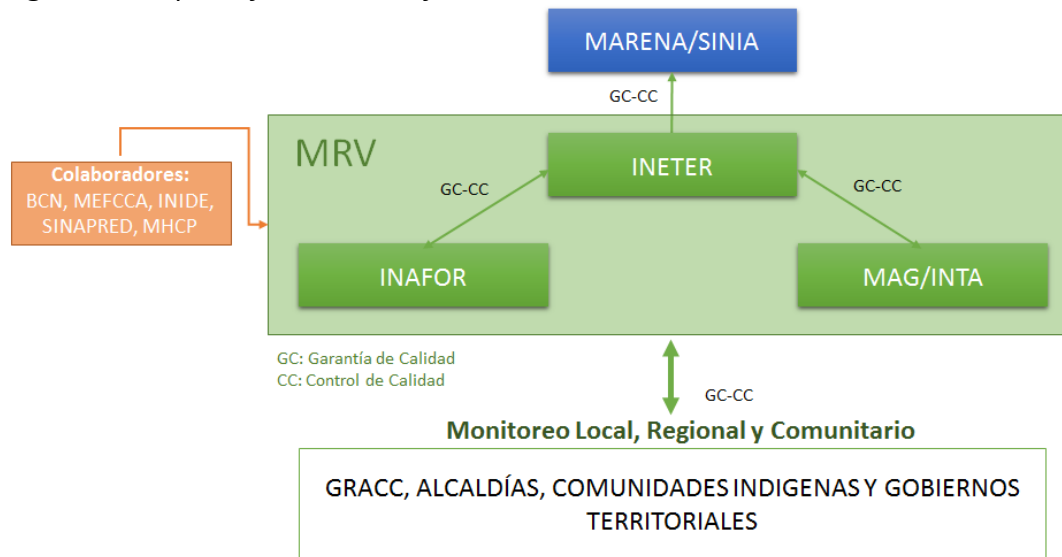 MARENA/SINIA
GC-CC
MRV
INETER
Colaboradores:
BCN, MEFCCA, INIDE,
SINAPRED, MHCP
GC-CC
GC-CC
INAFOR
MAG/INTA
GC: Garantía de Calidad
CC: Control de Calidad
GC-CC
Monitoreo Local, Regional y Comunitario
GRACC, ALCALDÍAS, COMUNIDADES INDIGENAS Y GOBIERNOS
TERRITORIALES